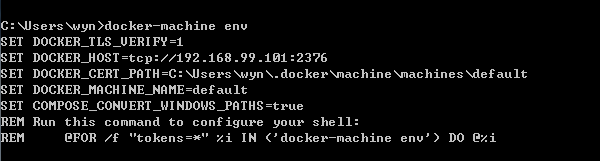 C:\Users\wyn>docker-machine env
SET DOCKER_TLS_VERIFY=1
SET DOCKER_HOST=tcp://192.168.99.101:2376
SET DOCKER_CERT_PATH=C:\Users\wyn\.docker\machine\machines\default
SET DOCKER_MACHINE_NAME=default
SET COMPOSE_CONVERT_WINDOWS_PATHS=true
REM Run this command to configure your shell:
REM     @FOR /f "tokens=*" %i IN ('docker-machine env') DO @%i